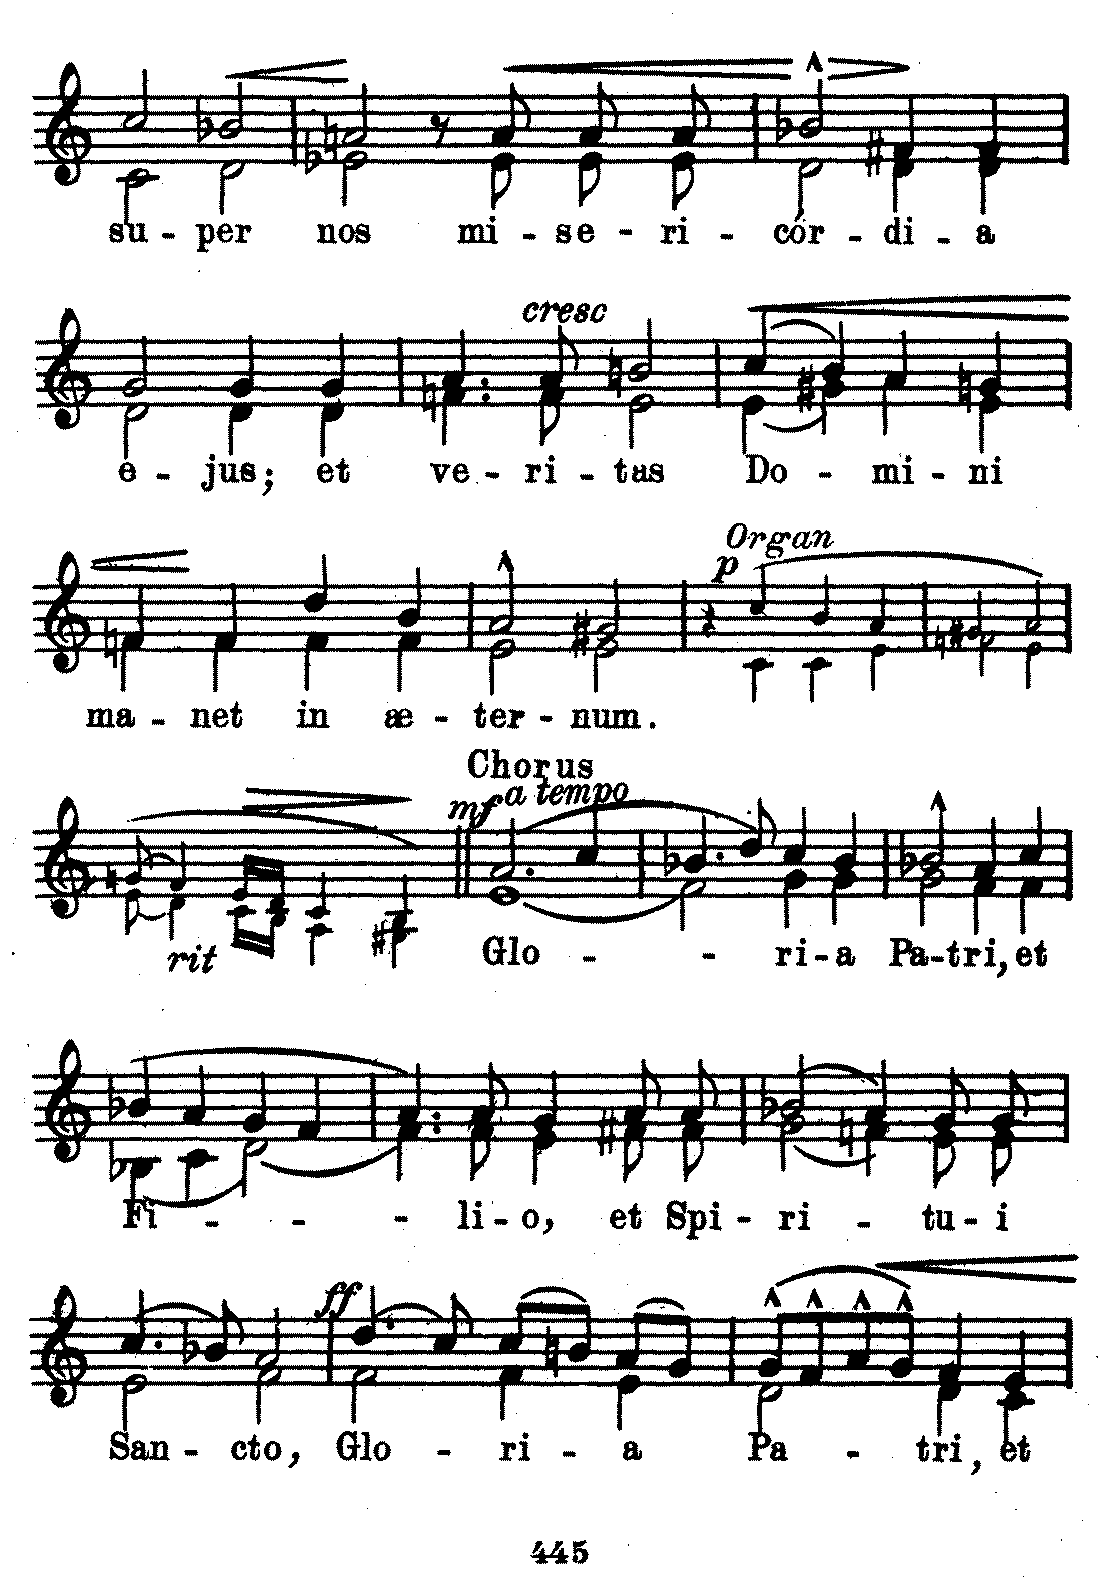 su - per nos mi - se - ri - cór - di - a
cresc
e - jus; et ve - ri - tas Do - mi - ni
Organ
p
ma - net in æ - ter - num.
Chorus
mf a tempo
rit
Glo - - ri - a Pa - tri, et
Fi - - - li - o, et Spi - ri - tu - i
ff
San - cto, Glo - ri - a Pa - tri, et
445